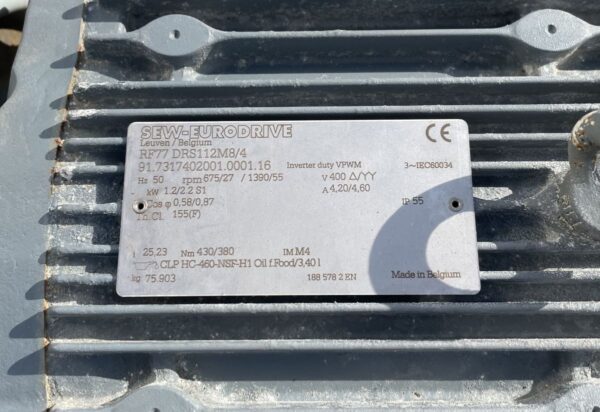 SEW-EURODRIVE
Leuven / Belgium CE
RF77 DRS112M8/4
91.7317402001.0001.16 Inverter duty VPWM 3~IEC60034
Hz 50 rpm 675/27 / 1390/55 V 400 Δ/YY
kW 1.2/2.2 S1 A 4,20/4,60
Cos φ 0,58/0,87 IP 55
Th.Cl. 155(F)
i 25,23 Nm 430/380 IM M4
CLP HC-460-NSF-H1 Oil f.Food/3,40 l
kg 75.903 188 578 2 EN Made in Belgium